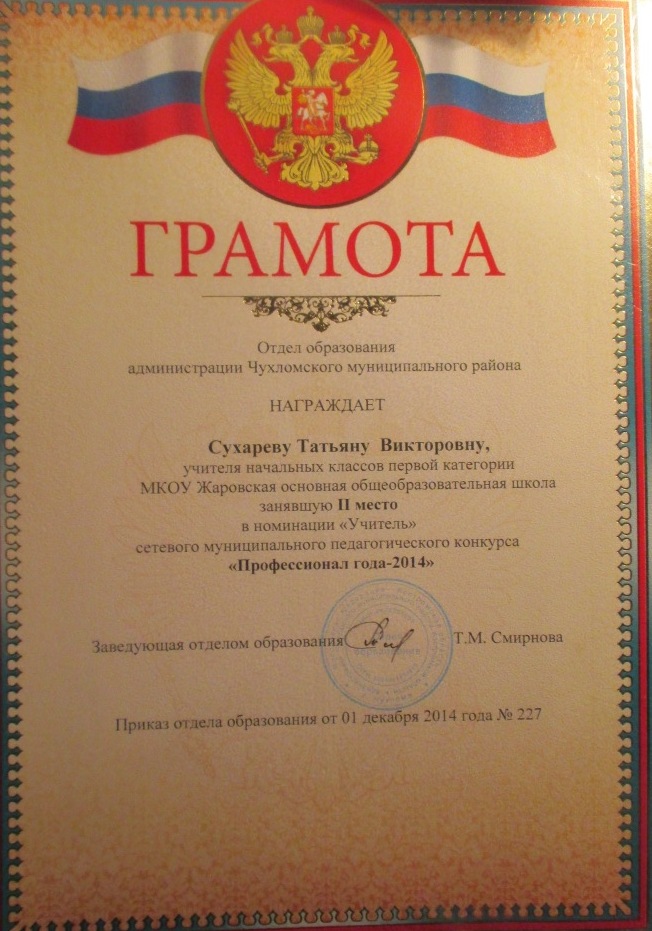 ГРАМОТА
Отдел образования
администрации Чухломского муниципального района
НАГРАЖДАЕТ
Сухареву Татьяну Викторовну,
учителя начальных классов первой категории
МКОУ Жаровская основная общеобразовательная школа
занявшую II место
в номинации «Учитель»
сетевого муниципального педагогического конкурса
«Профессионал года-2014»
Заведующая отделом образования Т.М. Смирнова
Приказ отдела образования от 01 декабря 2014 года № 227